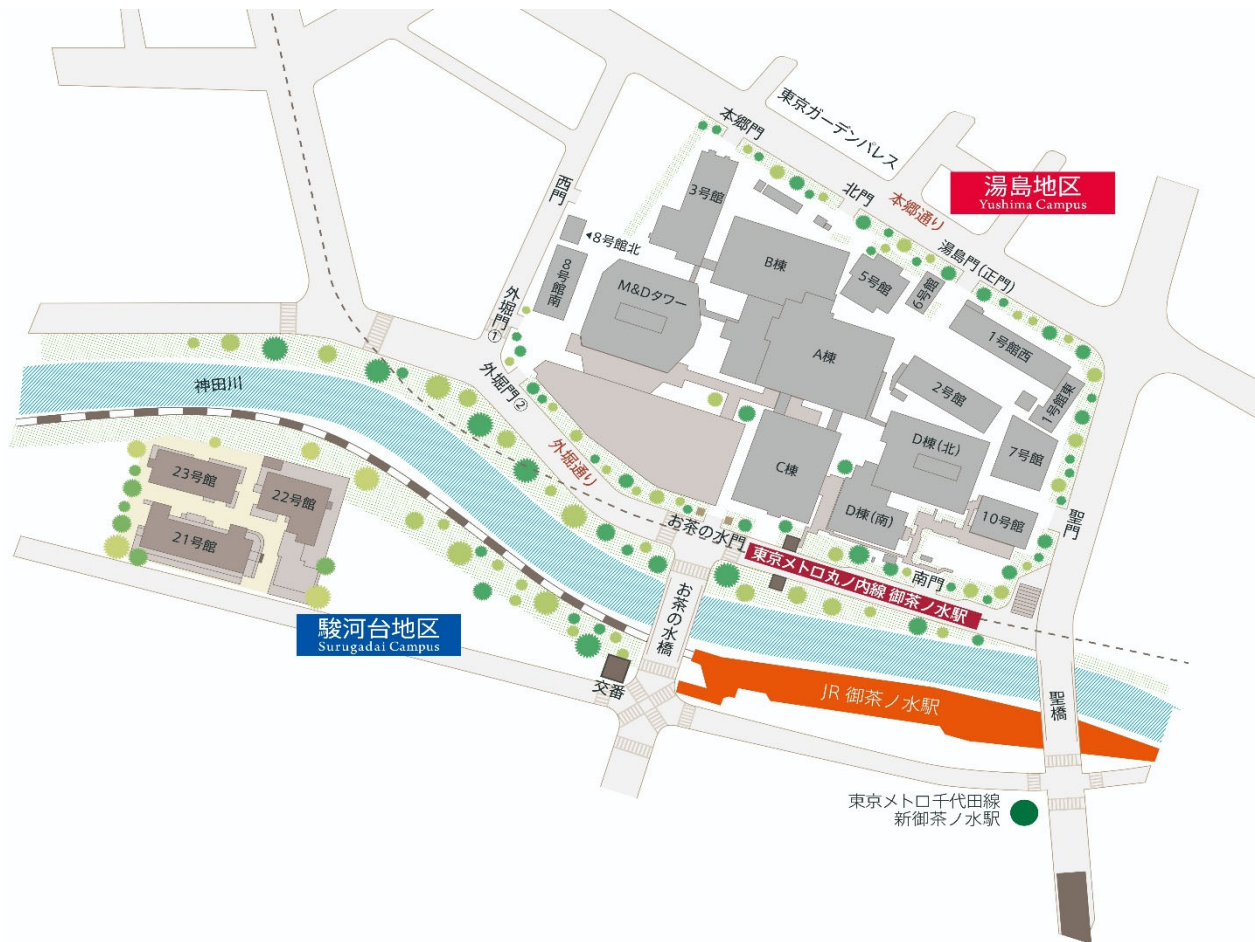 東京ガーデンパレス
本郷門
北門
本郷通り
湯島地区
Yushima Campus
湯島門(正門)
西門
3号館
◀8号館北
8号館南
B棟
5号館
6号館
M&Dタワー
外堀門①
A棟
1号館西
1号館東
2号館
外堀門②
D棟(北)
7号館
神田川
C棟
外堀通り
D棟(南)
10号館
聖門
23号館
22号館
21号館
お茶の水門
東京メトロ丸ノ内線 御茶ノ水駅
南門
駿河台地区
Surugadai Campus
お茶の水橋
交番
JR 御茶ノ水駅
聖橋
東京メトロ千代田線
新御茶ノ水駅